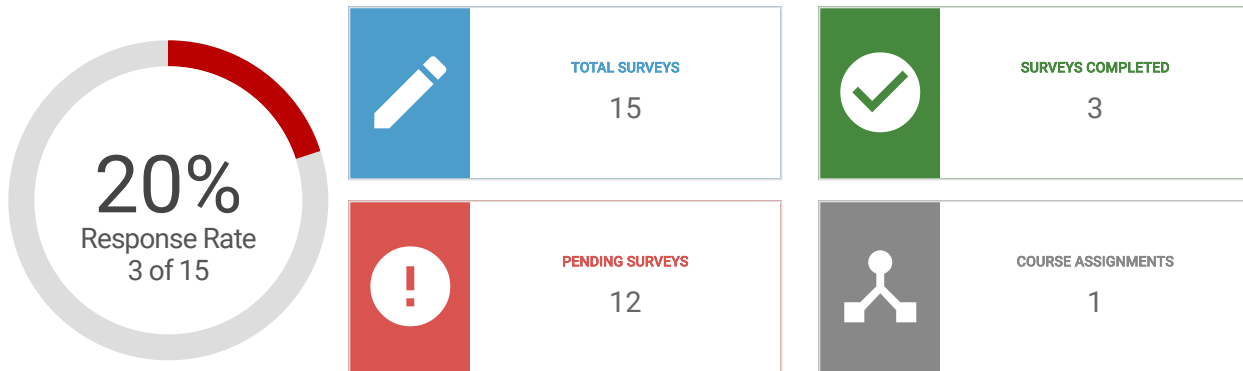 20%
Response Rate
3 of 15
TOTAL SURVEYS
15
SURVEYS COMPLETED
3
PENDING SURVEYS
12
COURSE ASSIGNMENTS
1